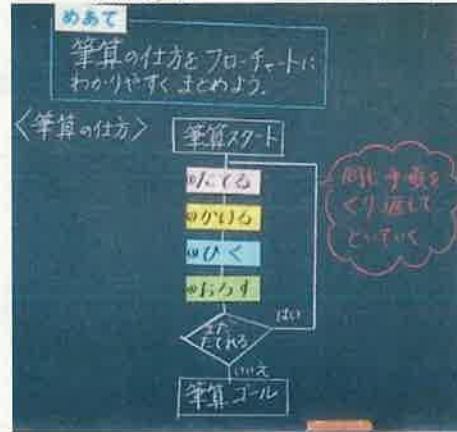 めあて
筆算の仕方をフローチャートに
わかりやすくまとめよう.
〈筆算の仕方〉
筆算スタート
たてる
かける
ひく
おろす
また
たてれる
はい
いいえ
筆算ゴール
同じ手順を
くり返して
といていく